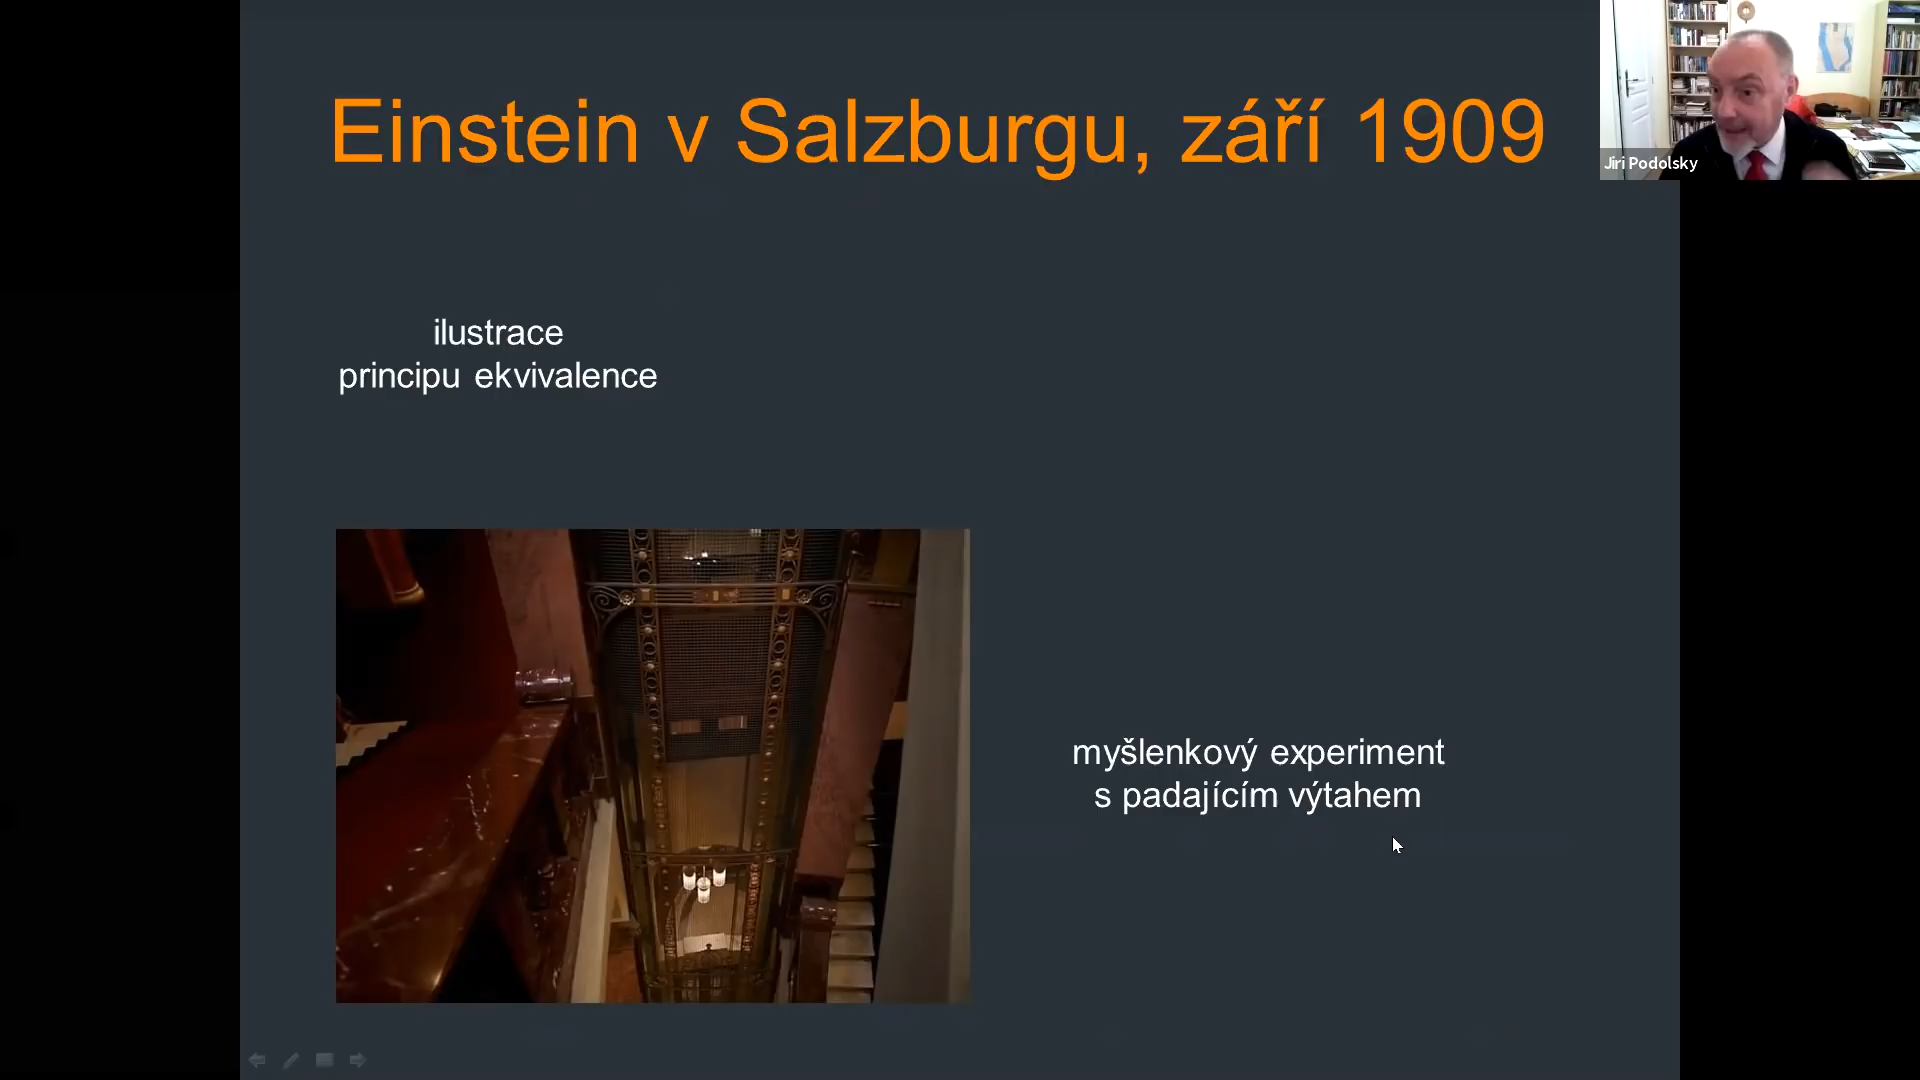 Einstein v Salzburgu, září 1909
Jiri Podolsky
ilustrace
principu ekvivalence
myšlenkový experiment
s padajícím výtahem